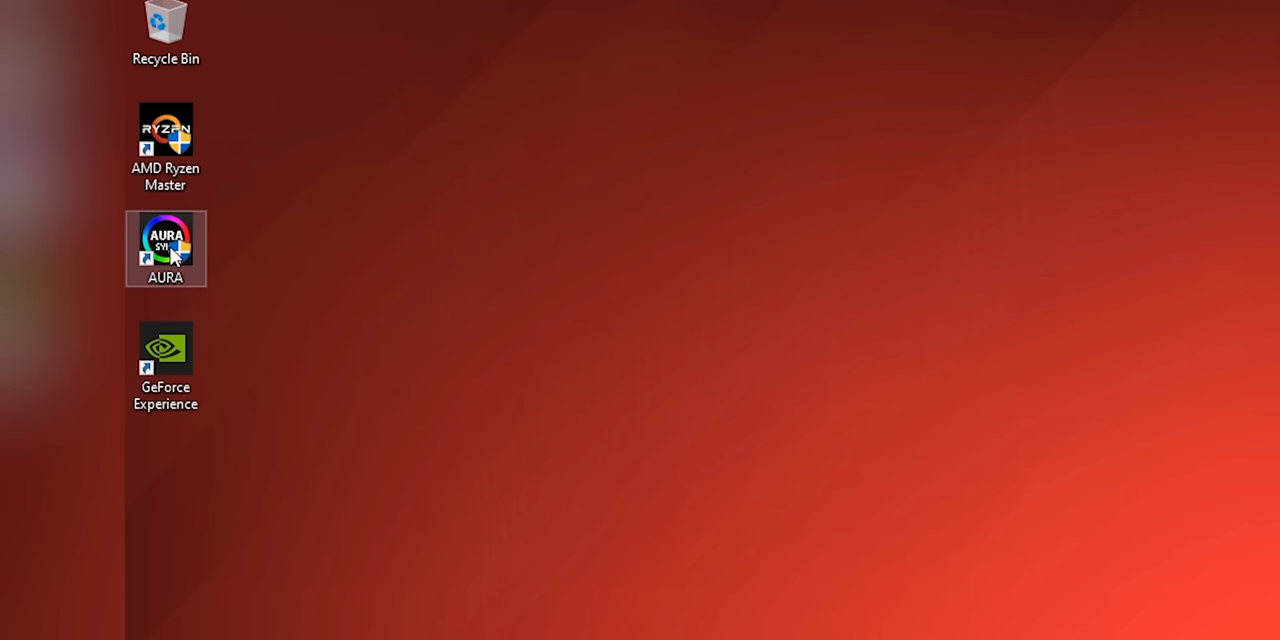 Recycle Bin
RYZEN
AMD Ryzen
Master
AURA
AURA
GeForce
Experience